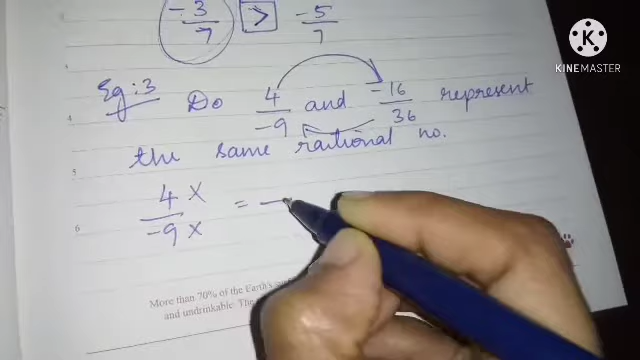 -3/7 > -5/7
KINEMASTER
Eg:3 Do 4/-9 and -16/36 represent
the same rational no.
4 x / -9 x = -
More than 70% of the Earth's
and undrinkable. The